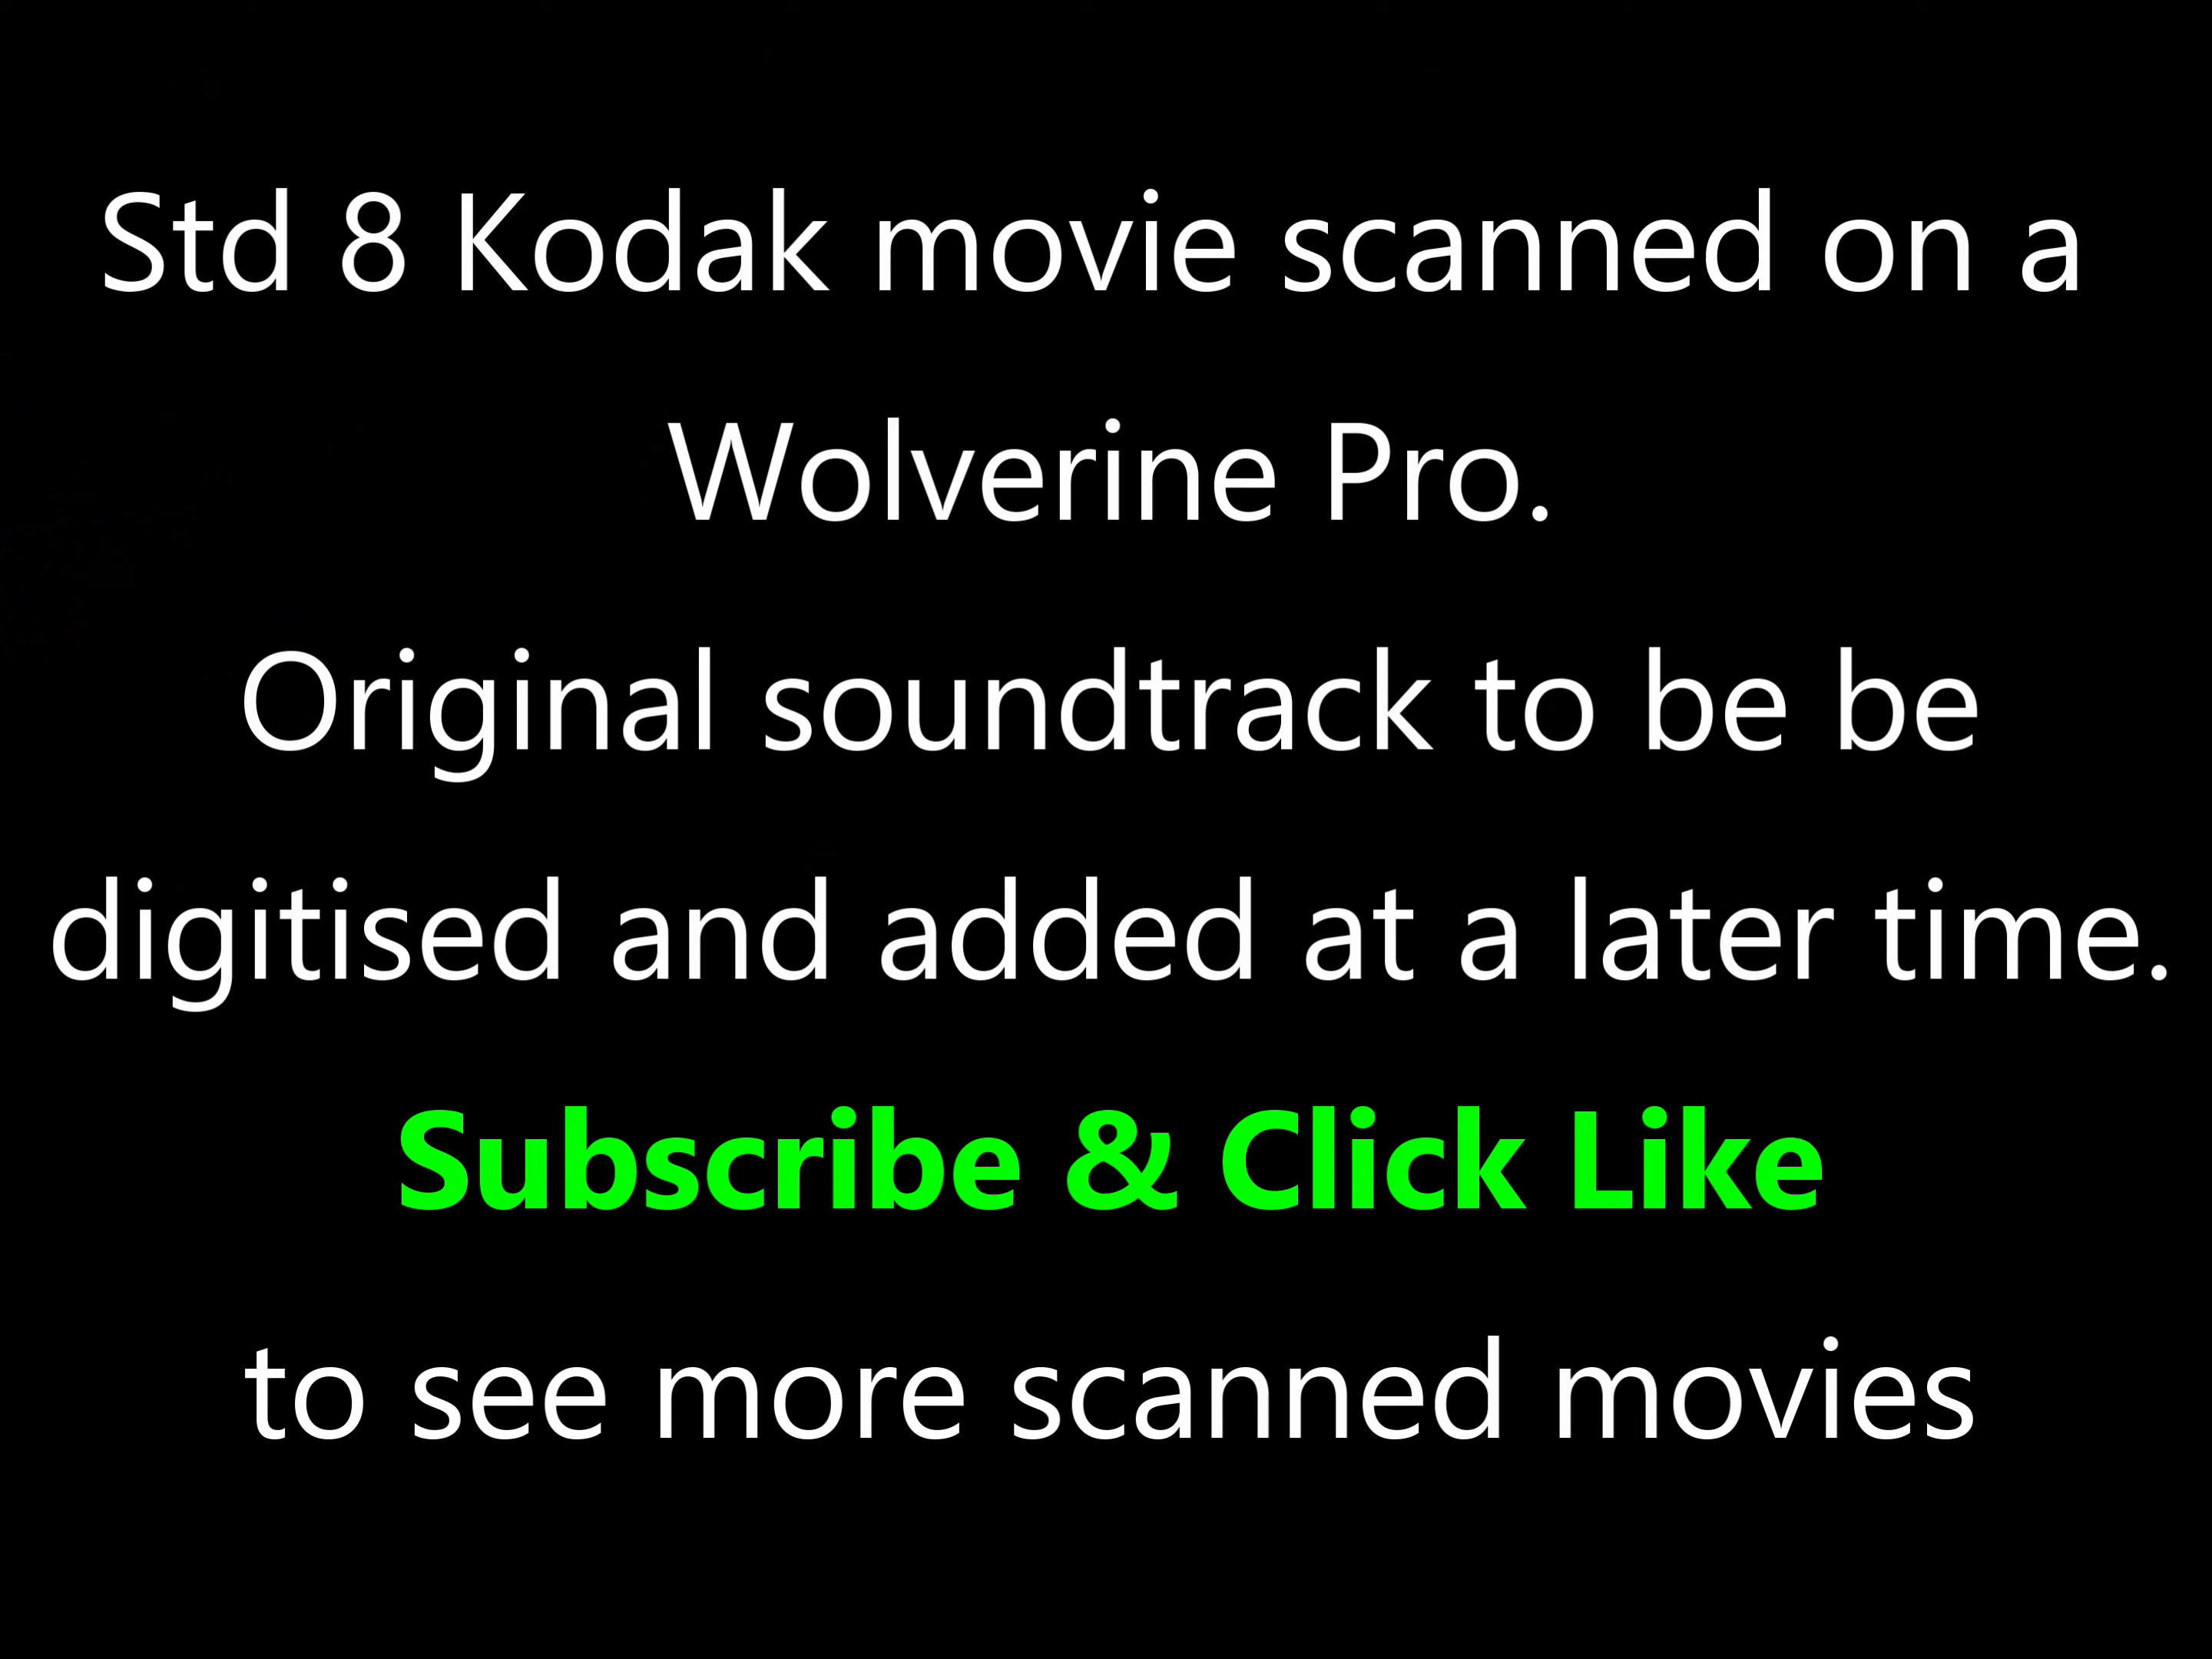 Std 8 Kodak movie scanned on a
Wolverine Pro.
Original soundtrack to be be
digitised and added at a later time.
Subscribe & Click Like
to see more scanned movies